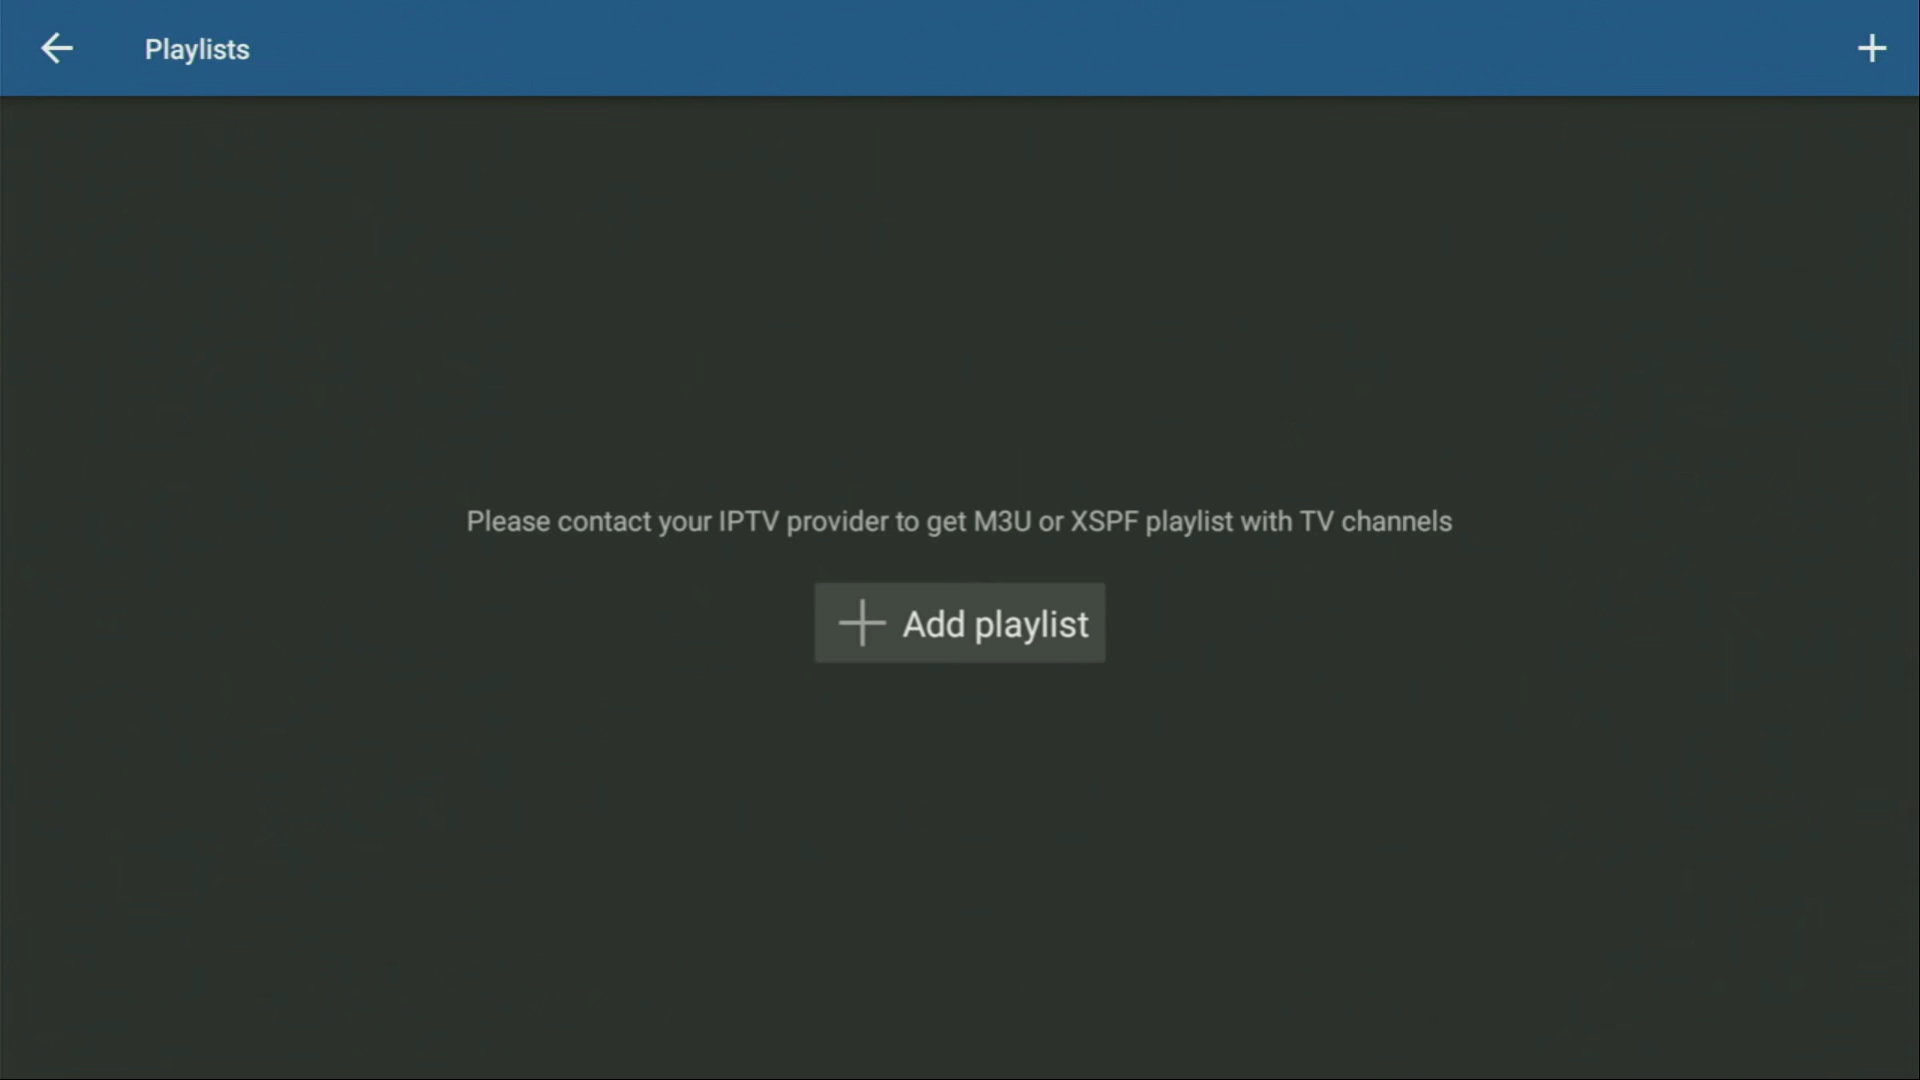 Playlists
Please contact your IPTV provider to get M3U or XSPF playlist with TV channels
Add playlist